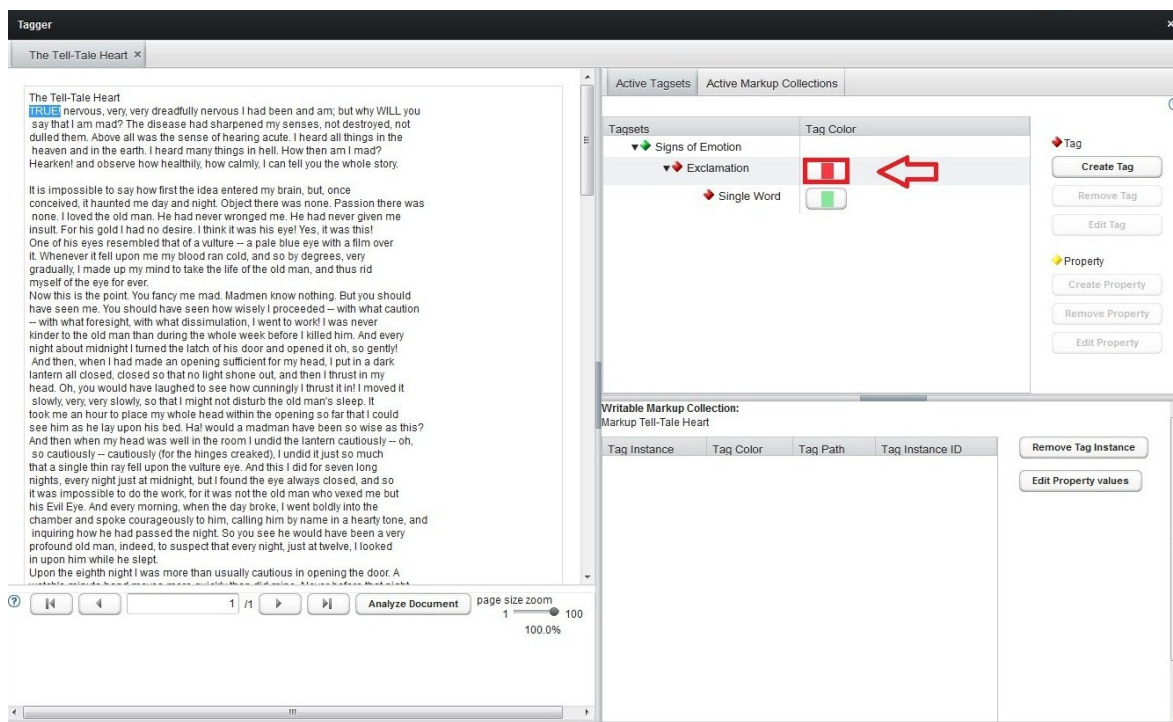 Tagger
The Tell-Tale Heart ×
The Tell-Tale Heart
TRUE! nervous, very, very dreadfully nervous I had been and am; but why WILL you
say that I am mad? The disease had sharpened my senses, not destroyed, not
dulled them. Above all was the sense of hearing acute. I heard all things in the
heaven and in the earth. I heard many things in hell. How then am I mad?
Hearken! and observe how healthily, how calmly, I can tell you the whole story.
It is impossible to say how first the idea entered my brain, but, once
conceived, it haunted me day and night. Object there was none. Passion there was
none. I loved the old man. He had never wronged me. He had never given me
insult. For his gold I had no desire. I think it was his eye! Yes, it was this!
One of his eyes resembled that of a vulture -- a pale blue eye with a film over
it. Whenever it fell upon me my blood ran cold, and so by degrees, very
gradually, I made up my mind to take the life of the old man, and thus rid
myself of the eye for ever.
Now this is the point. You fancy me mad. Madmen know nothing. But you should
have seen me. You should have seen how wisely I proceeded -- with what caution
-- with what foresight, with what dissimulation, I went to work! I was never
kinder to the old man than during the whole week before I killed him. And every
night about midnight I turned the latch of his door and opened it oh, so gently!
And then, when I had made an opening sufficient for my head, I put in a dark
lantern all closed, closed so that no light shone out, and then I thrust in my
head. Oh, you would have laughed to see how cunningly I thrust it in! I moved it
slowly, very, very slowly, so that I might not disturb the old man's sleep. It
took me an hour to place my whole head within the opening so far that I could
see him as he lay upon his bed. Ha! would a madman have been so wise as this?
And then when my head was well in the room I undid the lantern cautiously -- oh,
so cautiously -- cautiously (for the hinges creaked), I undid it just so much
that a single thin ray fell upon the vulture eye. And this I did for seven long
nights, every night just at midnight, but I found the eye always closed, and so
it was impossible to do the work, for it was not the old man who vexed me but
his Evil Eye. And every morning, when the day broke, I went boldly into the
chamber and spoke courageously to him, calling him by name in a hearty tone, and
inquiring how he had passed the night. So you see he would have been a very
profound old man, indeed, to suspect that every night, just at twelve, I looked
in upon him while he slept.
Upon the eighth night I was more than usually cautious in opening the door. A
1 /1
Analyze Document
page size zoom
1 100
100.0%
Active Tagsets
Active Markup Collections
Tagsets Tag Color
Signs of Emotion
Exclamation
Single Word
Tag
Create Tag
Remove Tag
Edit Tag
Property
Create Property
Remove Property
Edit Property
Writable Markup Collection:
Markup Tell-Tale Heart
Tag Instance Tag Color Tag Path Tag Instance ID
Remove Tag Instance
Edit Property values